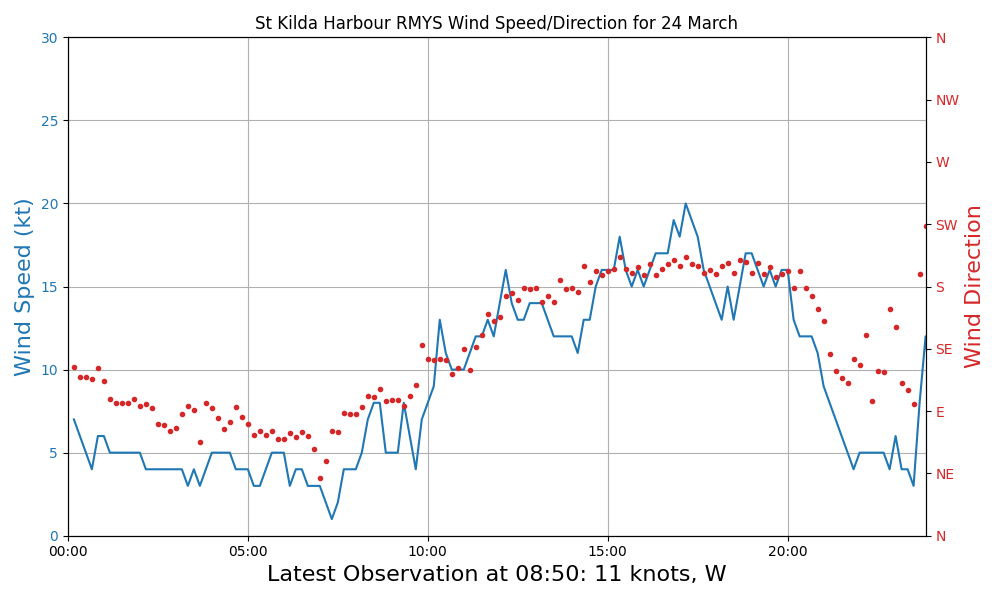 St Kilda Harbour RMYS Wind Speed/Direction for 24 March
30
25
20
15
10
5
0
Wind Speed (kt)
N
NW
W
SW
S
SE
E
NE
N
Wind Direction
00:00
05:00
10:00
15:00
20:00
Latest Observation at 08:50: 11 knots, W